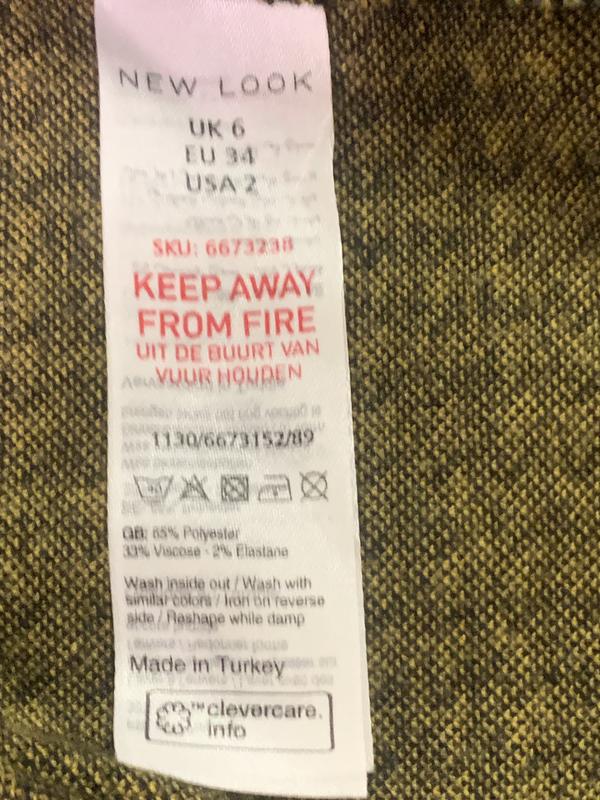 NEW LOOK
UK 6
EU 34
USA 2
SKU: 6673238
KEEP AWAY
FROM FIRE
UIT DE BUURT VAN
VUUR HOUDEN
1130/6673152/89
GB: 65% Polyester
33% Viscose - 2% Elastane
Wash inside out / Wash with
similar colors / Iron on reverse
side / Reshape while damp
Made in Turkey
™clevercare.
info